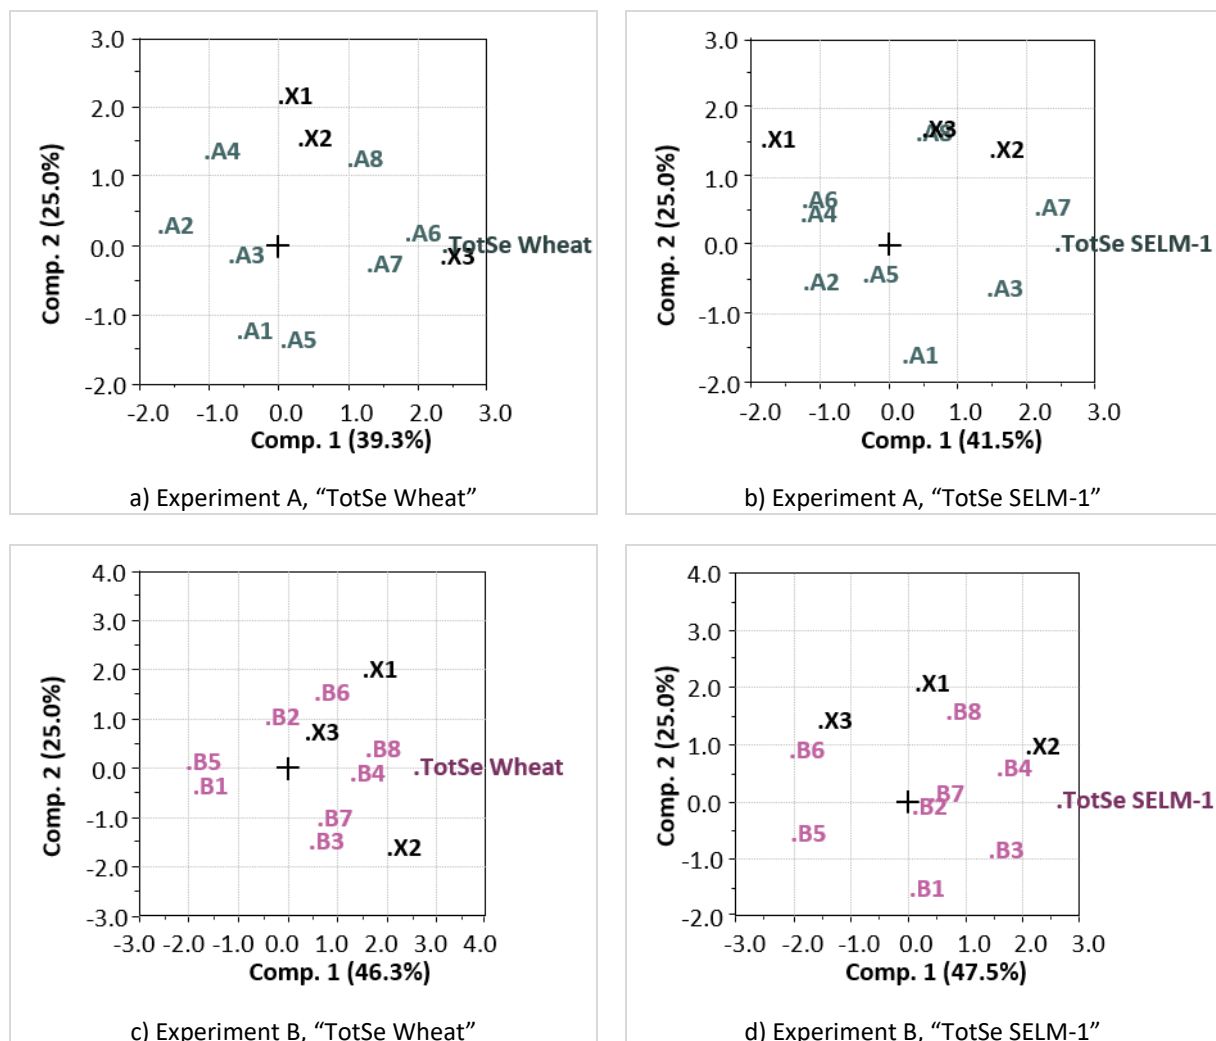 3.0
.X1
2.0
.X2
.A4
.A8
1.0
.A2
.A6
0.0
.TotSe Wheat
.A3
.X3
.A7
-1.0
.A1
.A5
-2.0
-2.0 -1.0 0.0 1.0 2.0 3.0
Comp. 2 (25.0%)
Comp. 1 (39.3%)
a) Experiment A, “TotSe Wheat”
3.0
2.0
.X1
.X3
.A8
.X2
1.0
.A6
.A4
.A7
0.0
.TotSe SELM-1
.A2
.A5
.A3
-1.0
.A1
-2.0
-2.0 -1.0 0.0 1.0 2.0 3.0
Comp. 2 (25.0%)
Comp. 1 (41.5%)
b) Experiment A, “TotSe SELM-1”
4.0
3.0
2.0
.X1
.B6
1.0
.B2
.X3
.B8
.B5
0.0
.B4
.TotSe Wheat
.B1
-1.0
.B7
.B3
.X2
-2.0
-3.0
-3.0 -2.0 -1.0 0.0 1.0 2.0 3.0 4.0
Comp. 2 (25.0%)
Comp. 1 (46.3%)
c) Experiment B, “TotSe Wheat”
4.0
3.0
2.0
.X1
.X3
.B8
1.0
.B6
.X2
.B4
.B7
0.0
.B2
.TotSe SELM-1
.B5
.B3
-1.0
.B1
-2.0
-3.0 -2.0 -1.0 0.0 1.0 2.0 3.0
Comp. 2 (25.0%)
Comp. 1 (47.5%)
d) Experiment B, “TotSe SELM-1”